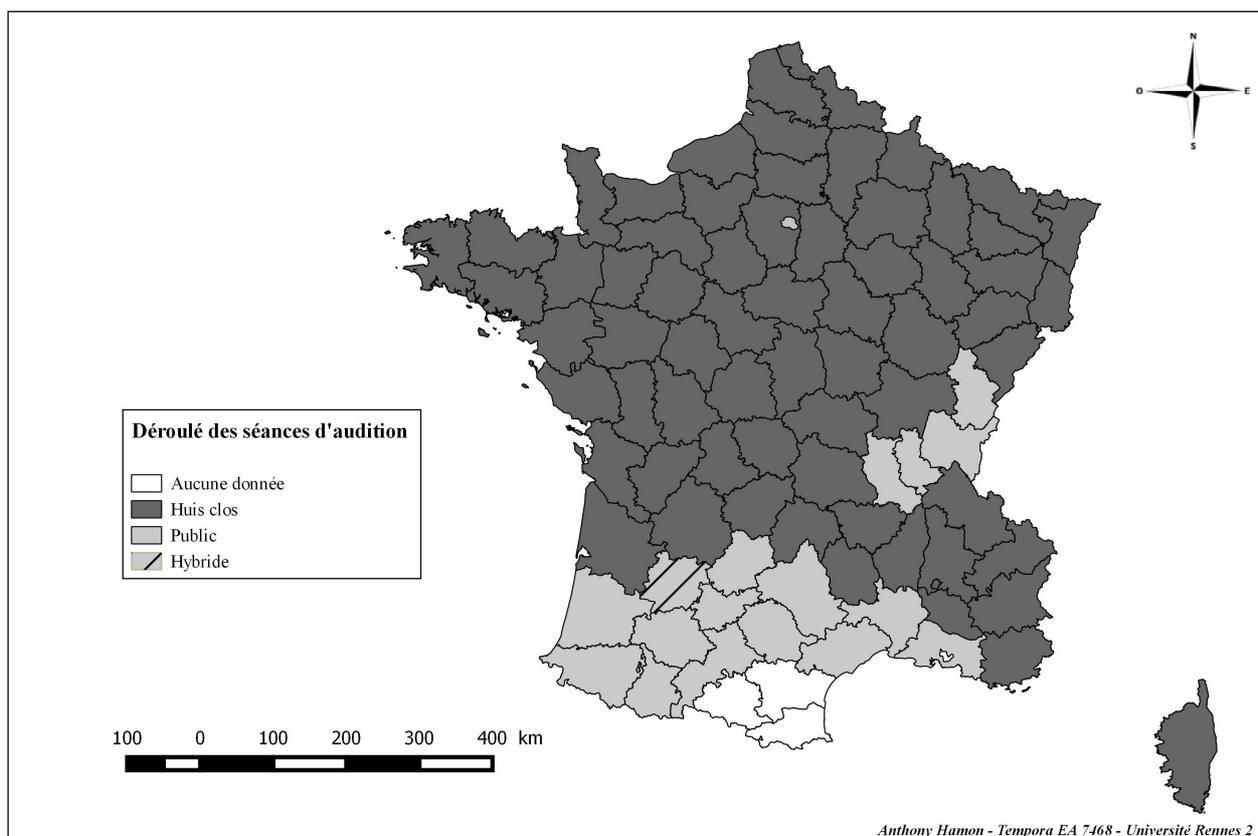 N
O E
S
Déroulé des séances d'audition
Aucune donnée
Huis clos
Public
Hybride
100 0 100 200 300 400 km
Anthony Hamon - Tempora EA 7468 - Université Rennes 2